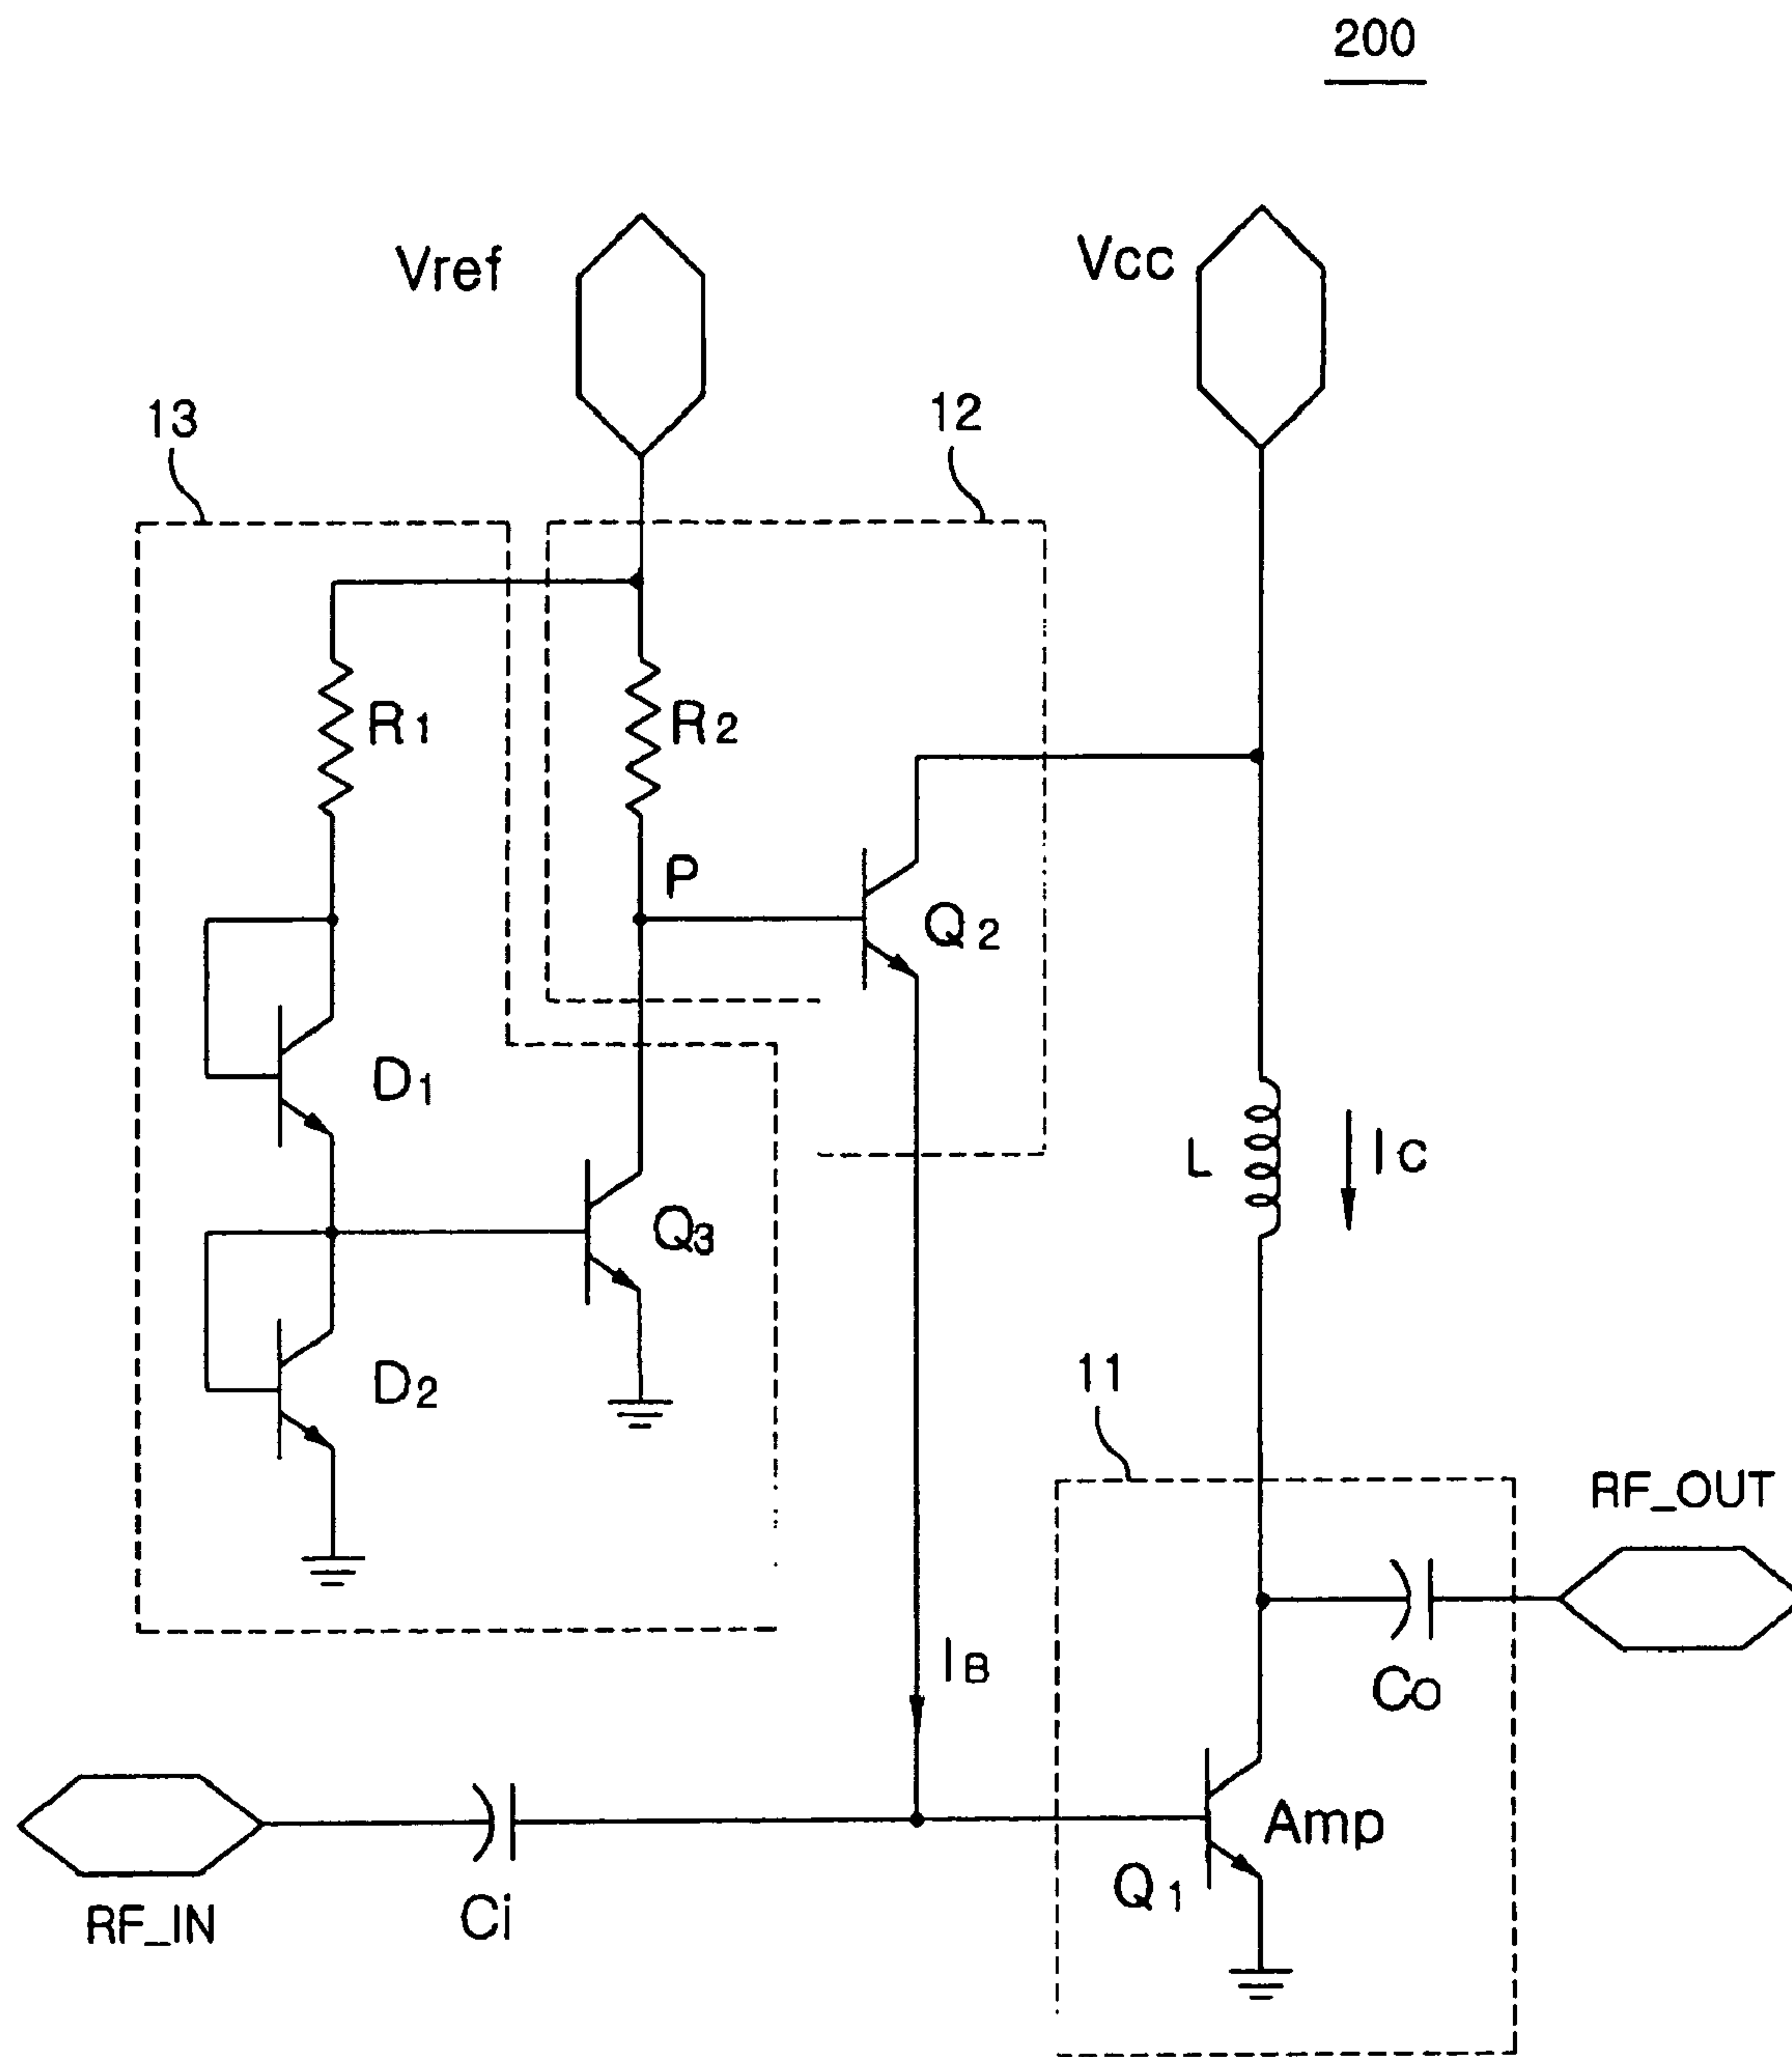 200
Vref
Vcc
13
12
R1
R2
P
Q2
D1
L
IC
Q3
11
D2
RF_OUT
IB
Co
Amp
Q1
RF_IN
Ci